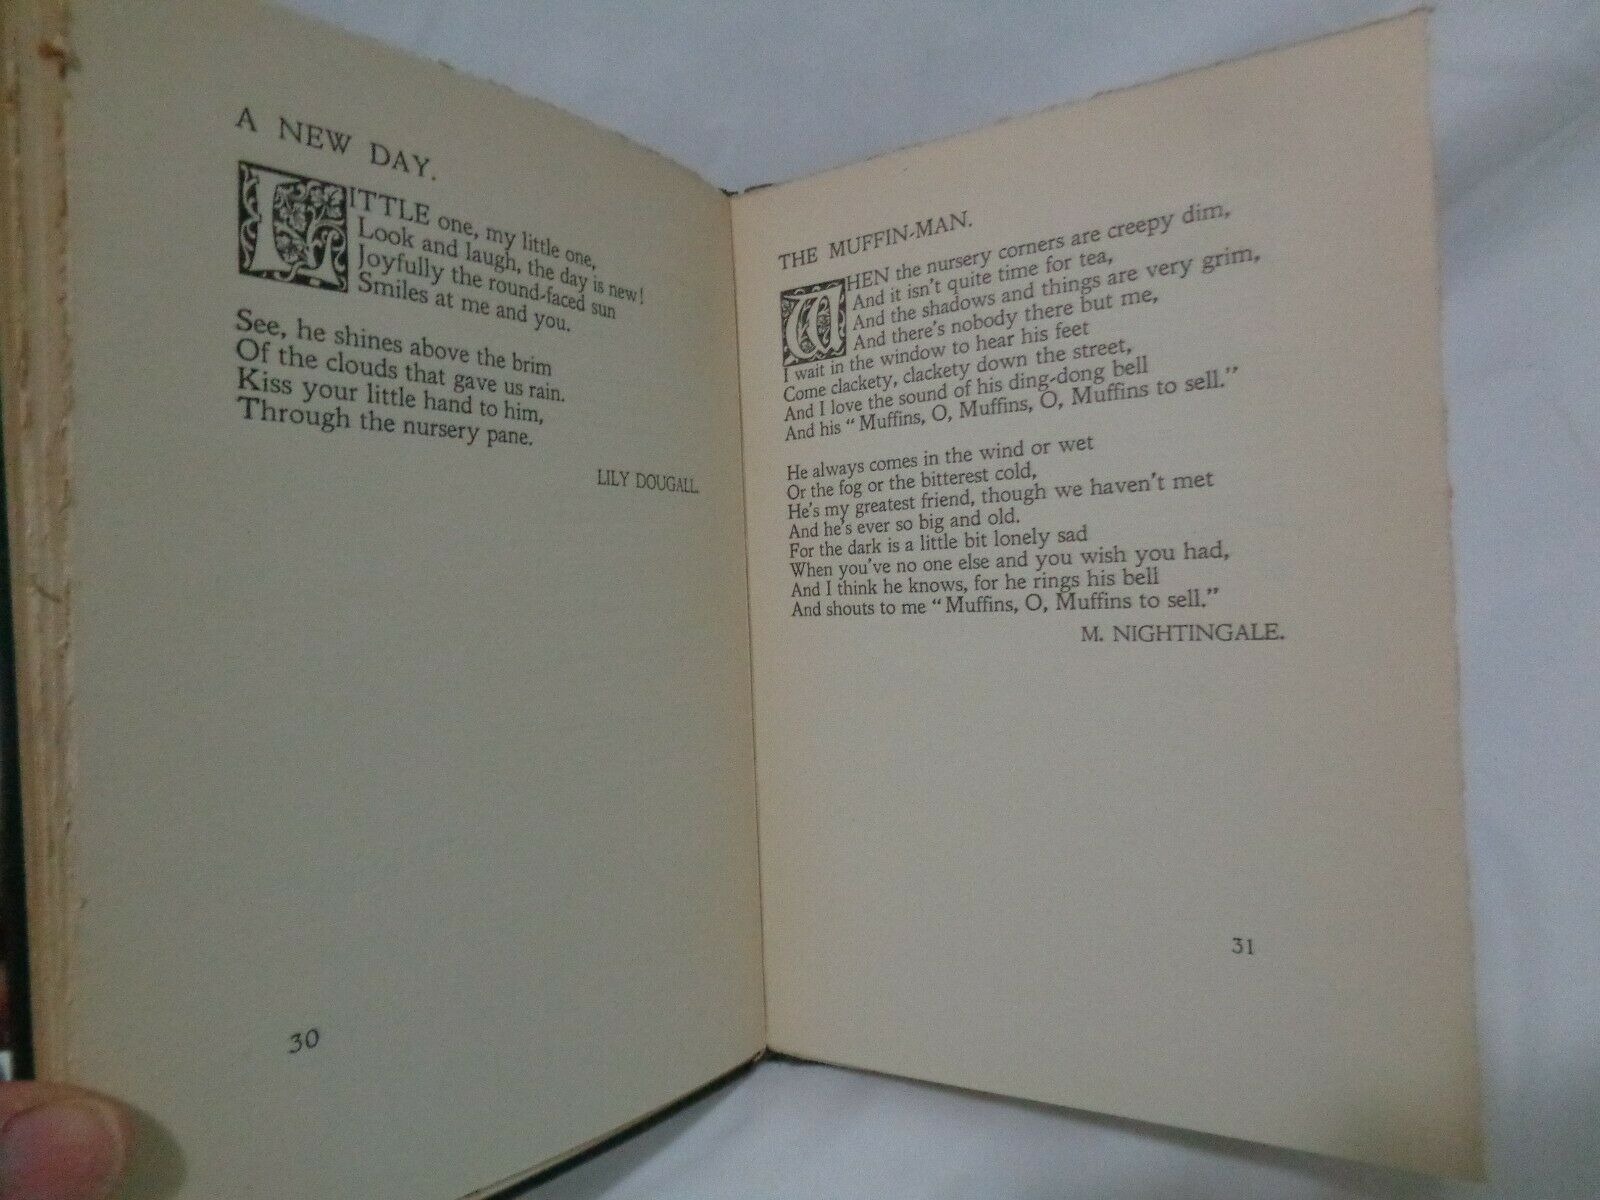 A NEW DAY.
LITTLE one, my little one,
Look and laugh, the day is new!
Joyfully the round-faced sun
Smiles at me and you.
See, he shines above the brim
Of the clouds that gave us rain.
Kiss your little hand to him,
Through the nursery pane.
LILY DOUGALL.
30
THE MUFFIN-MAN.
WHEN the nursery corners are creepy dim,
And it isn't quite time for tea,
And the shadows and things are very grim,
And there's nobody there but me,
I wait in the window to hear his feet
Come clackety, clackety down the street,
And I love the sound of his ding-dong bell
And his "Muffins, O, Muffins, O, Muffins to sell."
He always comes in the wind or wet
Or the fog or the bitterest cold,
He's my greatest friend, though we haven't met
And he's ever so big and old.
For the dark is a little bit lonely sad
When you've no one else and you wish you had,
And I think he knows, for he rings his bell
And shouts to me "Muffins, O, Muffins to sell."
M. NIGHTINGALE.
31